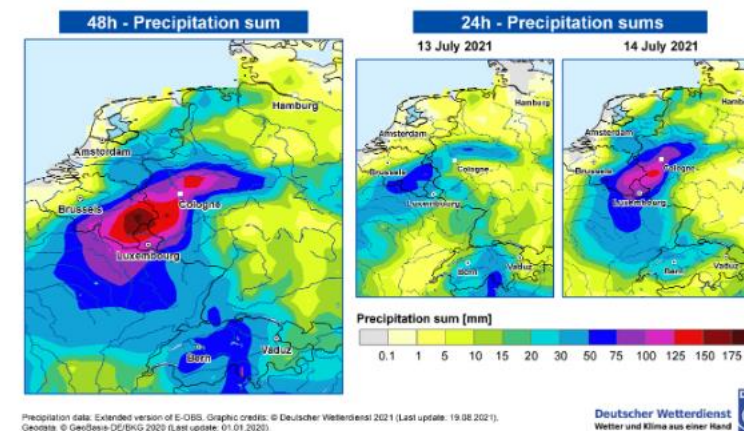 48h - Precipitation sum
24h - Precipitation sums
13 July 2021
14 July 2021
Hamburg
Amsterdam
Brussels
Cologne
Luxembourg
Bern
Vaduz
Hamburg
Amsterdam
Brussels
Cologne
Luxembourg
Bern
Vaduz
Hamb
Amsterdam
Brussels
Cologne
Luxembourg
Bern
Vaduz
Precipitation sum [mm]
0.1 1 5 10 15 20 30 50 75 100 125 150 175
Precipitation data: Extended version of E-OBS. Graphic credits: © Deutscher Wetterdienst 2021 (Last update: 19.08.2021),
Geodata: © GeoBasis-DE/BKG 2020 (Last update: 01.01.2020).
Deutscher Wetterdienst
Wetter und Klima aus einer Hand